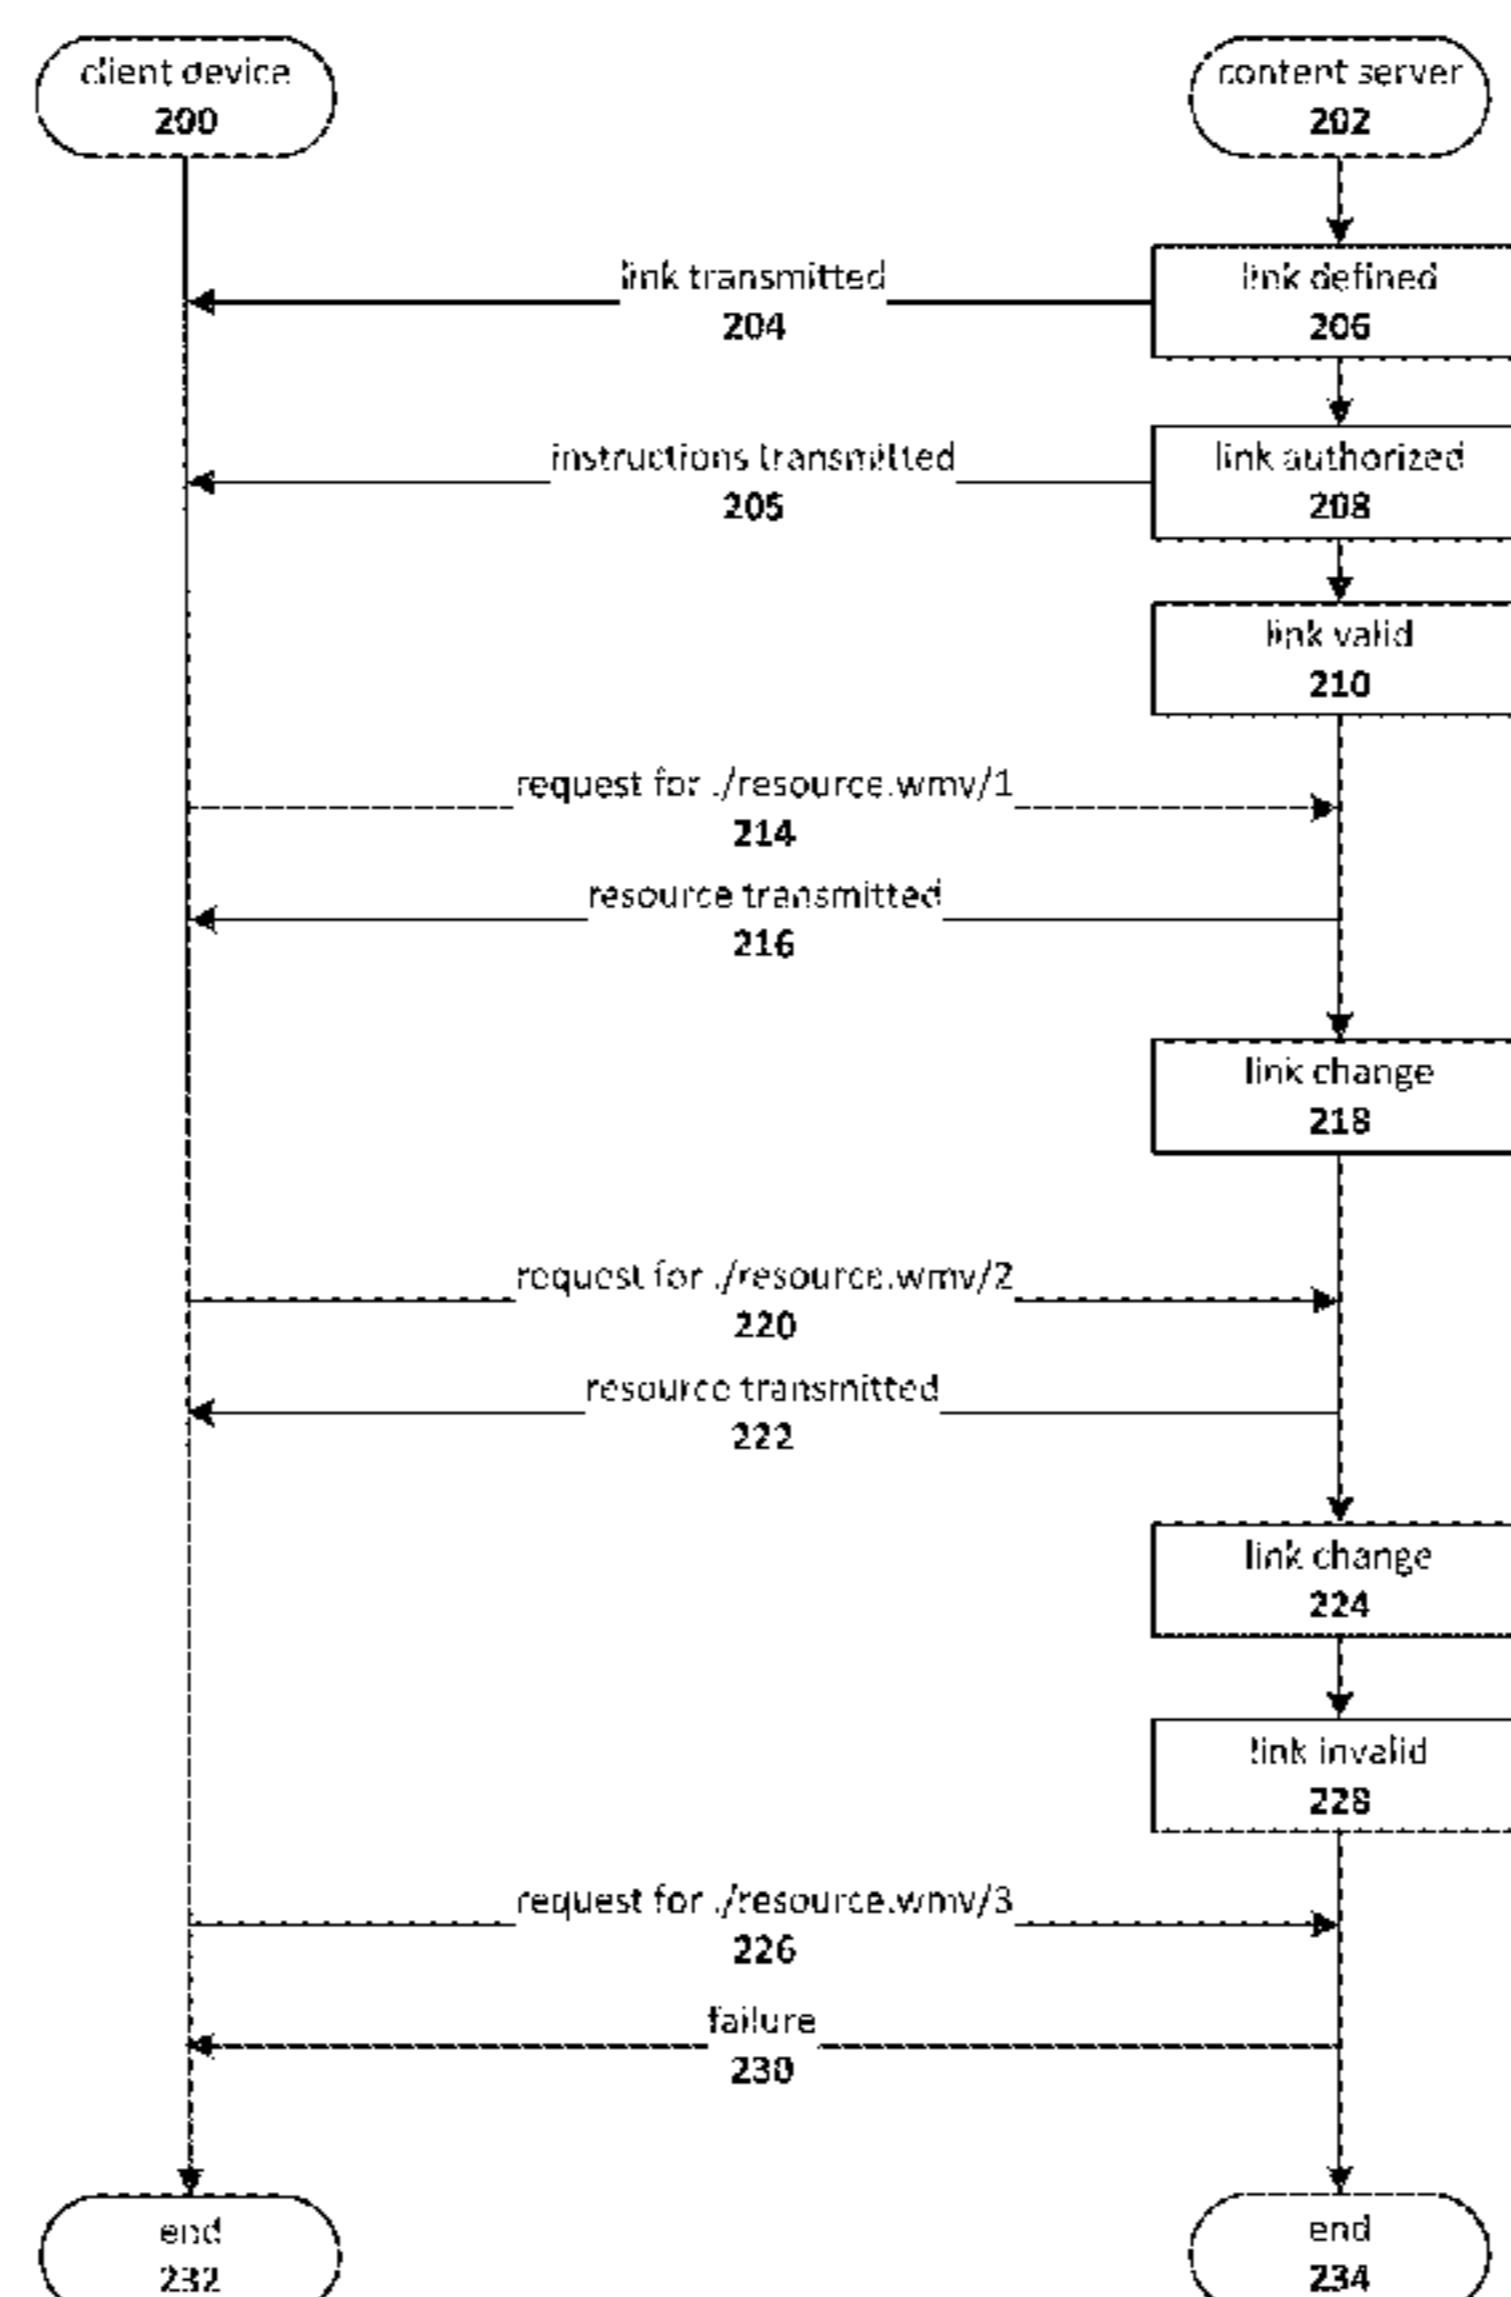 client device
200
content server
202
link defined
206
link transmitted
204
link authorized
208
instructions transmitted
205
link valid
210
request for ./resource.wmv/1
214
resource transmitted
216
link change
218
request for ./resource.wmv/2
220
resource transmitted
222
link change
224
link invalid
228
request for ./resource.wmv/3
226
failure
230
end
232
end
234